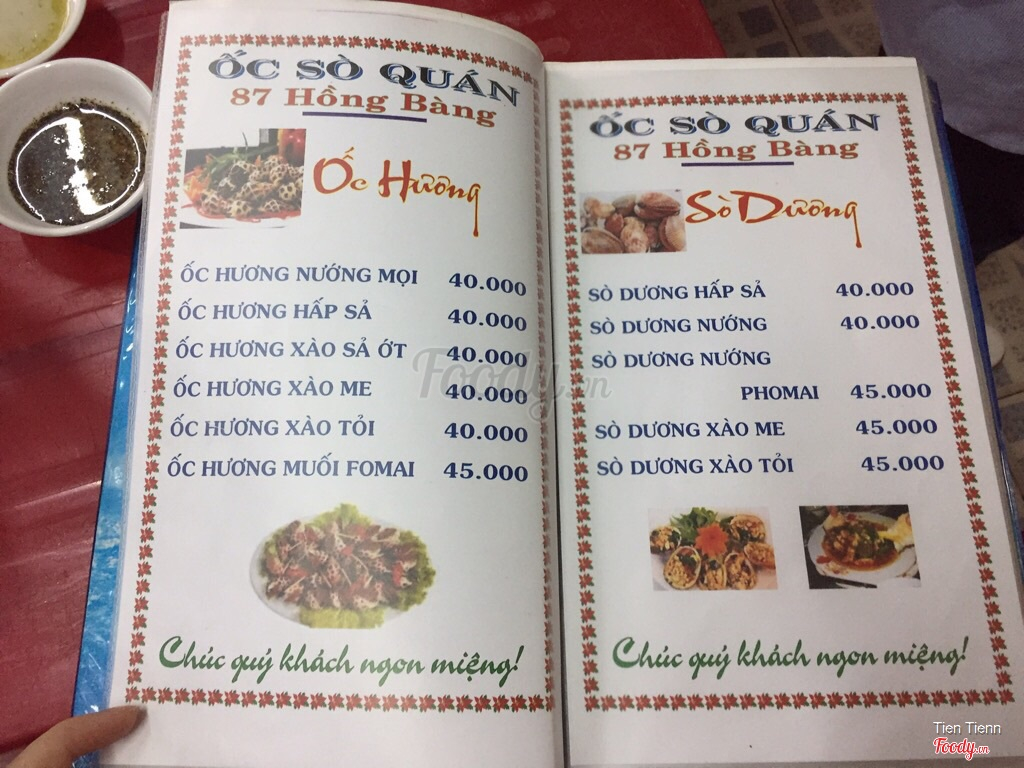 ỐC SÒ QUÁN
87 Hồng Bàng
Ốc Hương
ỐC HƯƠNG NƯỚNG MỌI 40.000
ỐC HƯƠNG HẤP SẢ 40.000
ỐC HƯƠNG XÀO SẢ ỚT 40.000
ỐC HƯƠNG XÀO ME 40.000
ỐC HƯƠNG XÀO TỎI 40.000
ỐC HƯƠNG MUỐI FOMAI 45.000
Chúc quý khách ngon miệng!
ỐC SÒ QUÁN
87 Hồng Bàng
Sò Dương
SÒ DƯƠNG HẤP SẢ 40.000
SÒ DƯƠNG NƯỚNG 40.000
SÒ DƯƠNG NƯỚNG
PHOMAI 45.000
SÒ DƯƠNG XÀO ME 45.000
SÒ DƯƠNG XÀO TỎI 45.000
Chúc quý khách ngon miệng!
Foody.vn
Tien Tienn
Foody.vn